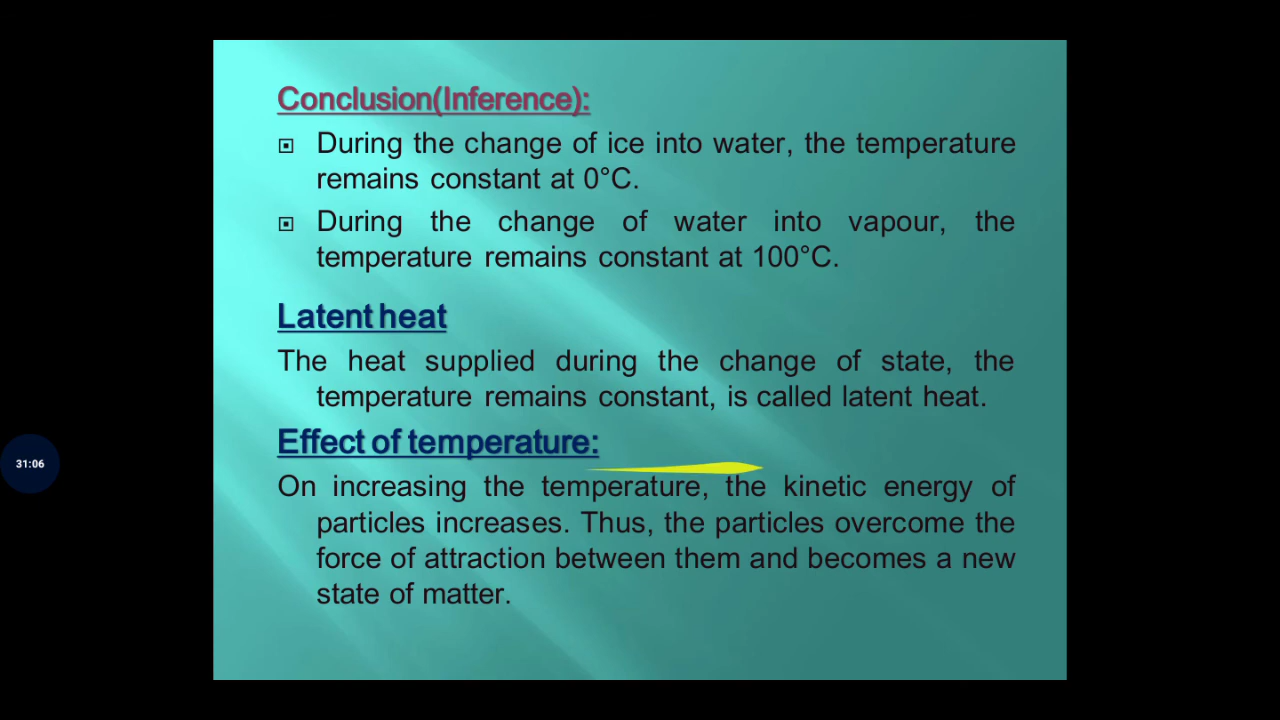 Conclusion(Inference):
During the change of ice into water, the temperature
remains constant at 0°C.
During the change of water into vapour, the
temperature remains constant at 100°C.
Latent heat
The heat supplied during the change of state, the
temperature remains constant, is called latent heat.
Effect of temperature:
On increasing the temperature, the kinetic energy of
particles increases. Thus, the particles overcome the
force of attraction between them and becomes a new
state of matter.
31:06